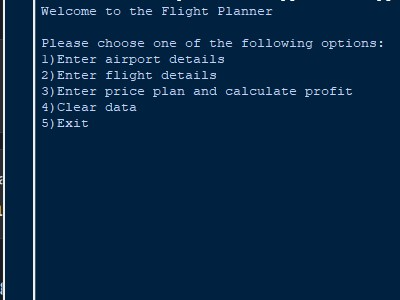 Welcome to the Flight Planner
Please choose one of the following options:
1)Enter airport details
2)Enter flight details
3)Enter price plan and calculate profit
4)Clear data
5)Exit